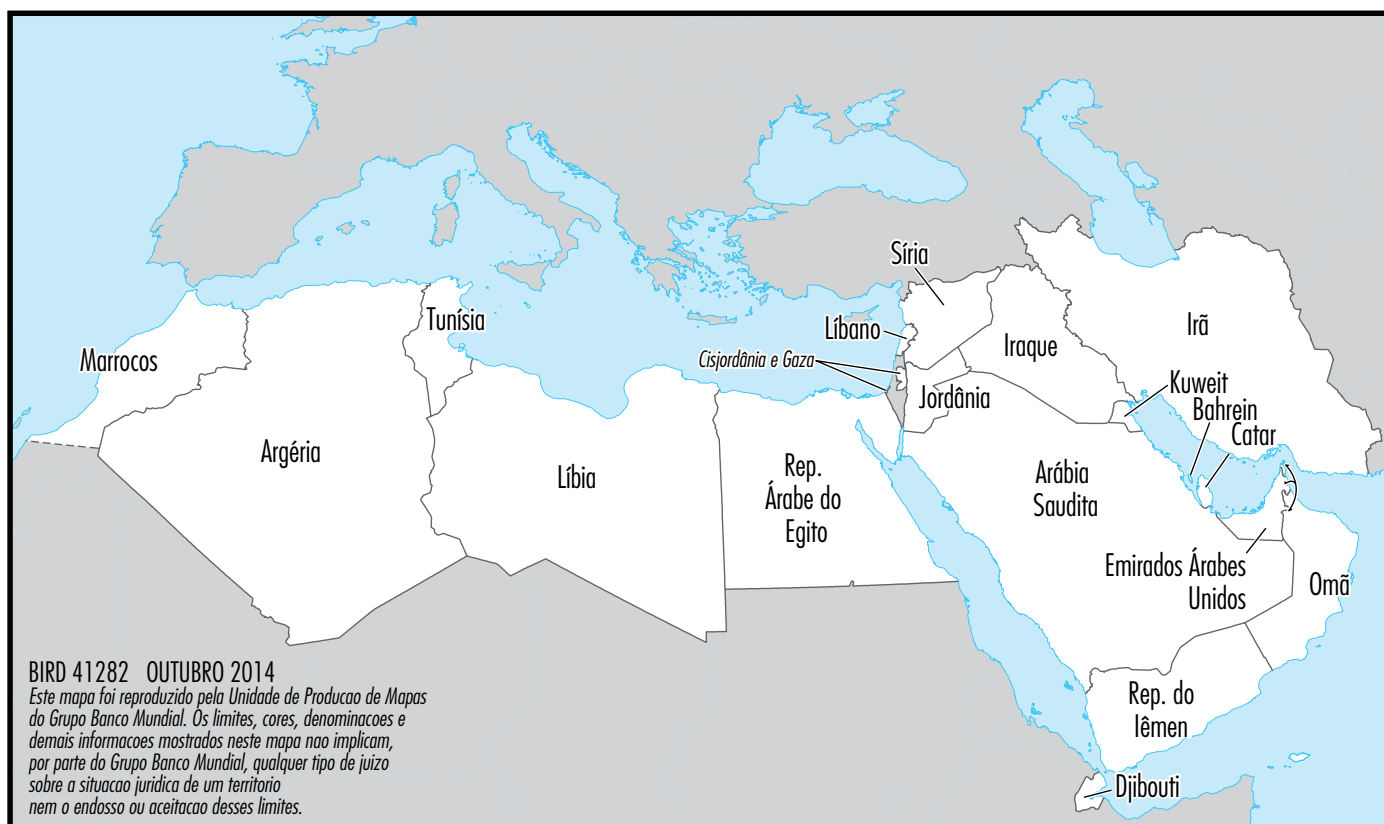 Síria
Líbano
Cisjordânia e Gaza
Jordânia
Iraque
Irã
Kuweit
Bahrein
Catar
Tunísia
Marrocos
Argéria
Líbia
Rep.
Árabe do
Egito
Arábia
Saudita
Emirados Árabes
Unidos
Omã
Rep. do
Iêmen
Djibouti
BIRD 41282 OUTUBRO 2014
Este mapa foi reproduzido pela Unidade de Producao de Mapas
do Grupo Banco Mundial. Os limites, cores, denominacoes e
demais informacoes mostrados neste mapa nao implicam,
por parte do Grupo Banco Mundial, qualquer tipo de juizo
sobre a situacao juridica de um territorio
nem o endosso ou aceitacao desses limites.